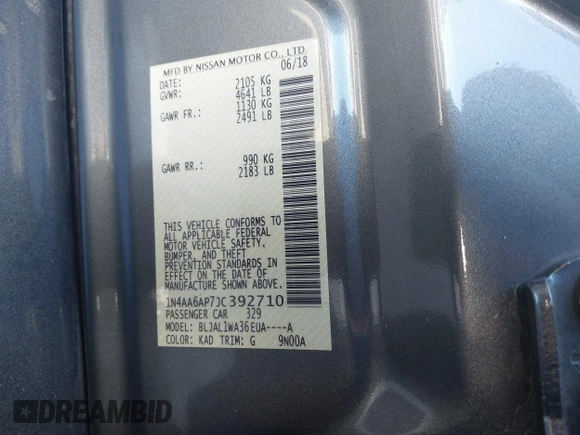 MFD BY NISSAN MOTOR CO., LTD.
DATE: 06/18
GVWR: 2105 KG
4641 LB
GAWR FR.: 1130 KG
2491 LB
GAWR RR.: 990 KG
2183 LB
THIS VEHICLE CONFORMS TO
ALL APPLICABLE FEDERAL
MOTOR VEHICLE SAFETY,
BUMPER, AND THEFT
PREVENTION STANDARDS IN
EFFECT ON THE DATE OF
MANUFACTURE SHOWN ABOVE.
1N4AA6AP7JC392710
PASSENGER CAR 329
MODEL: BLJAL1WA36EUA----A
COLOR: KAD TRIM: G 9N00A
DREAMBID